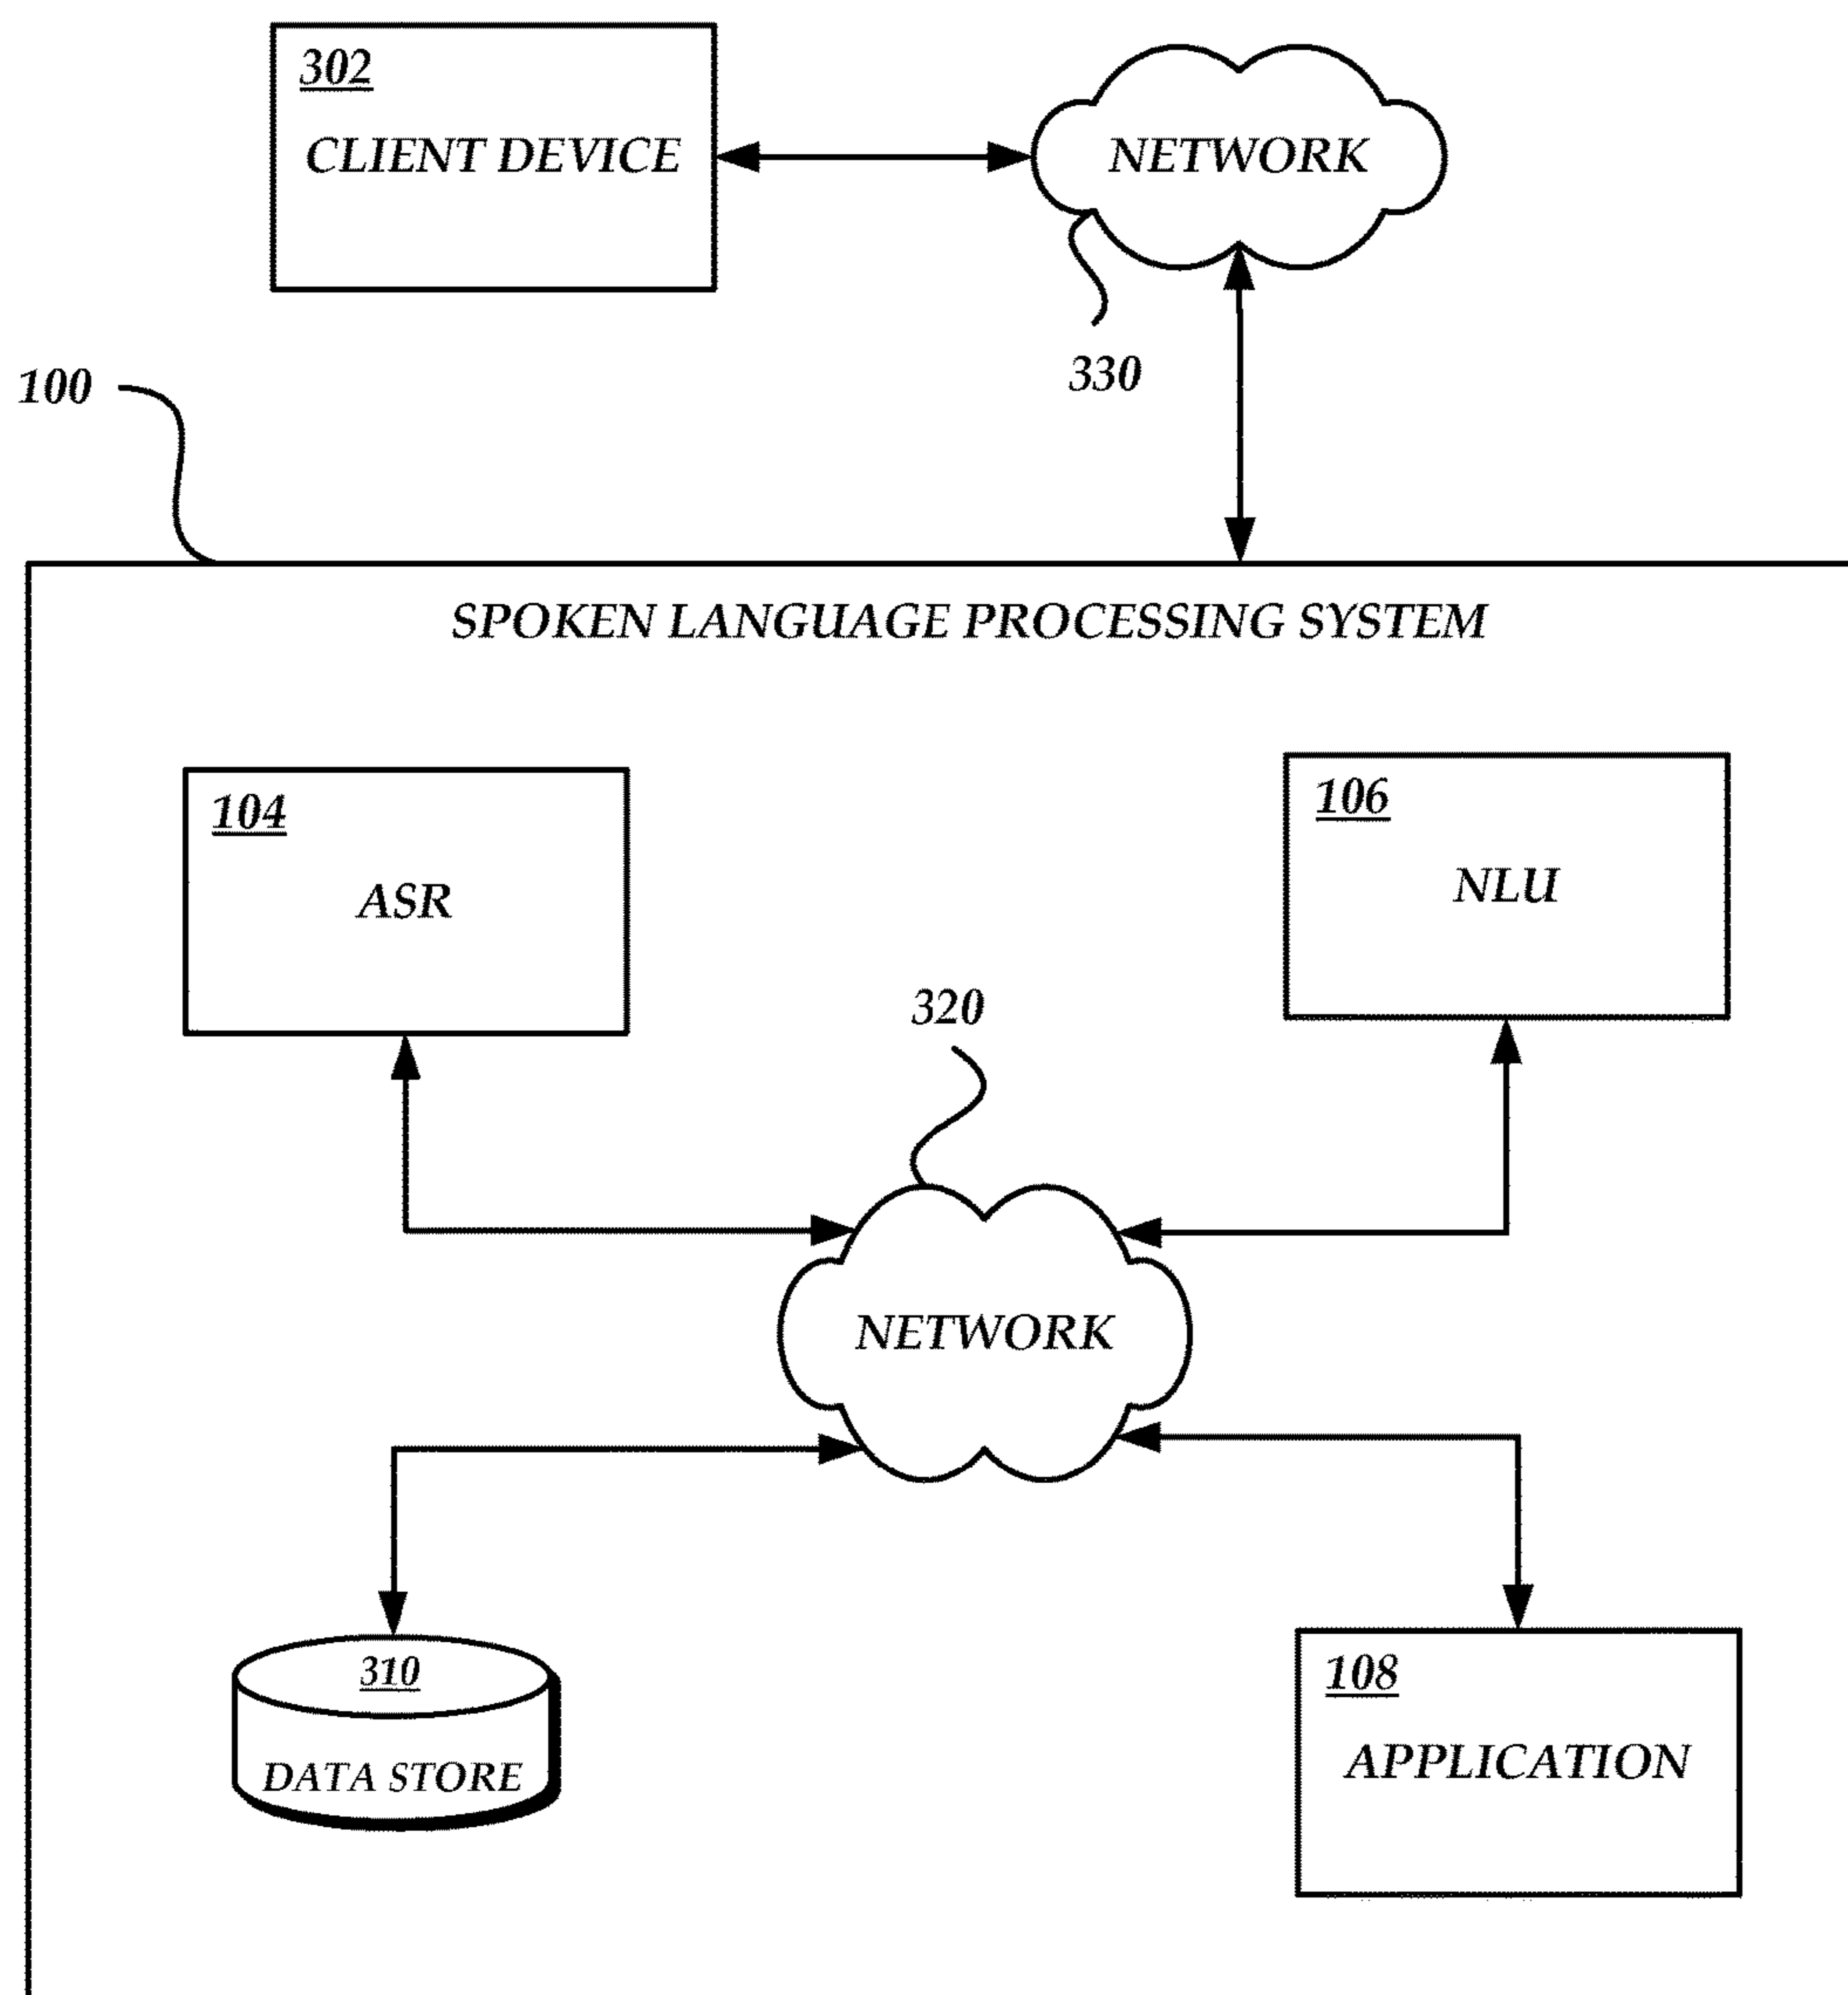 302
CLIENT DEVICE
NETWORK
330
100
SPOKEN LANGUAGE PROCESSING SYSTEM
104
ASR
106
NLU
320
NETWORK
310
DATA STORE
108
APPLICATION